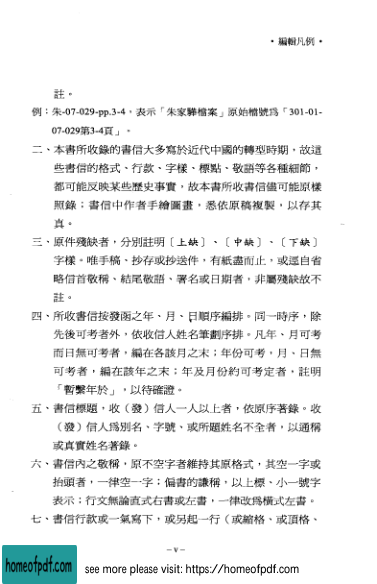 • 編輯凡例 •
註。
例：朱-07-029-pp.3-4，表示「朱家驊檔案」原始檔號為「301-01-
07-029第3-4頁」。
二、本書所收錄的書信大多寫於近代中國的轉型時期，故這
些書信的格式、行款、字樣、標點、敬語等各種細節，
都可能反映某些歷史事實，故本書所收書信儘可能原樣
照錄；書信中作者手繪圖畫，悉依原稿複製，以存其
真。
三、原件殘缺者，分別註明〔上缺〕、〔中缺〕、〔下缺〕
字樣。唯手稿、抄存或抄送件，有紙盡而止，或逕自省
略信首敬稱、結尾敬語、署名或日期者，非屬殘缺故不
註。
四、所收書信按發函之年、月、日順序編排。同一時序，除
先後可考者外，依收信人姓名筆劃序排。凡年、月可考
而日無可考者，編在各該月之末；年份可考，月、日無
可考者，編在該年之末；年及月份約可考定者，註明
「暫繫年於」，以待確證。
五、書信標題，收（發）信人一人以上者，依原序著錄。收
（發）信人為別名、字號、或所題姓名不全者，以通稱
或真實姓名著錄。
六、書信內之敬稱，原不空字者維持其原格式，其空一字或
抬頭者，一律空一字；偏書的謙稱，以上標、小一號字
表示；行文無論直式右書或左書，一律改為橫式左書。
七、書信行款或一氣寫下，或另起一行（或縮格、或頂格、
– v –
homeofpdf.com
see more please visit: https://homeofpdf.com